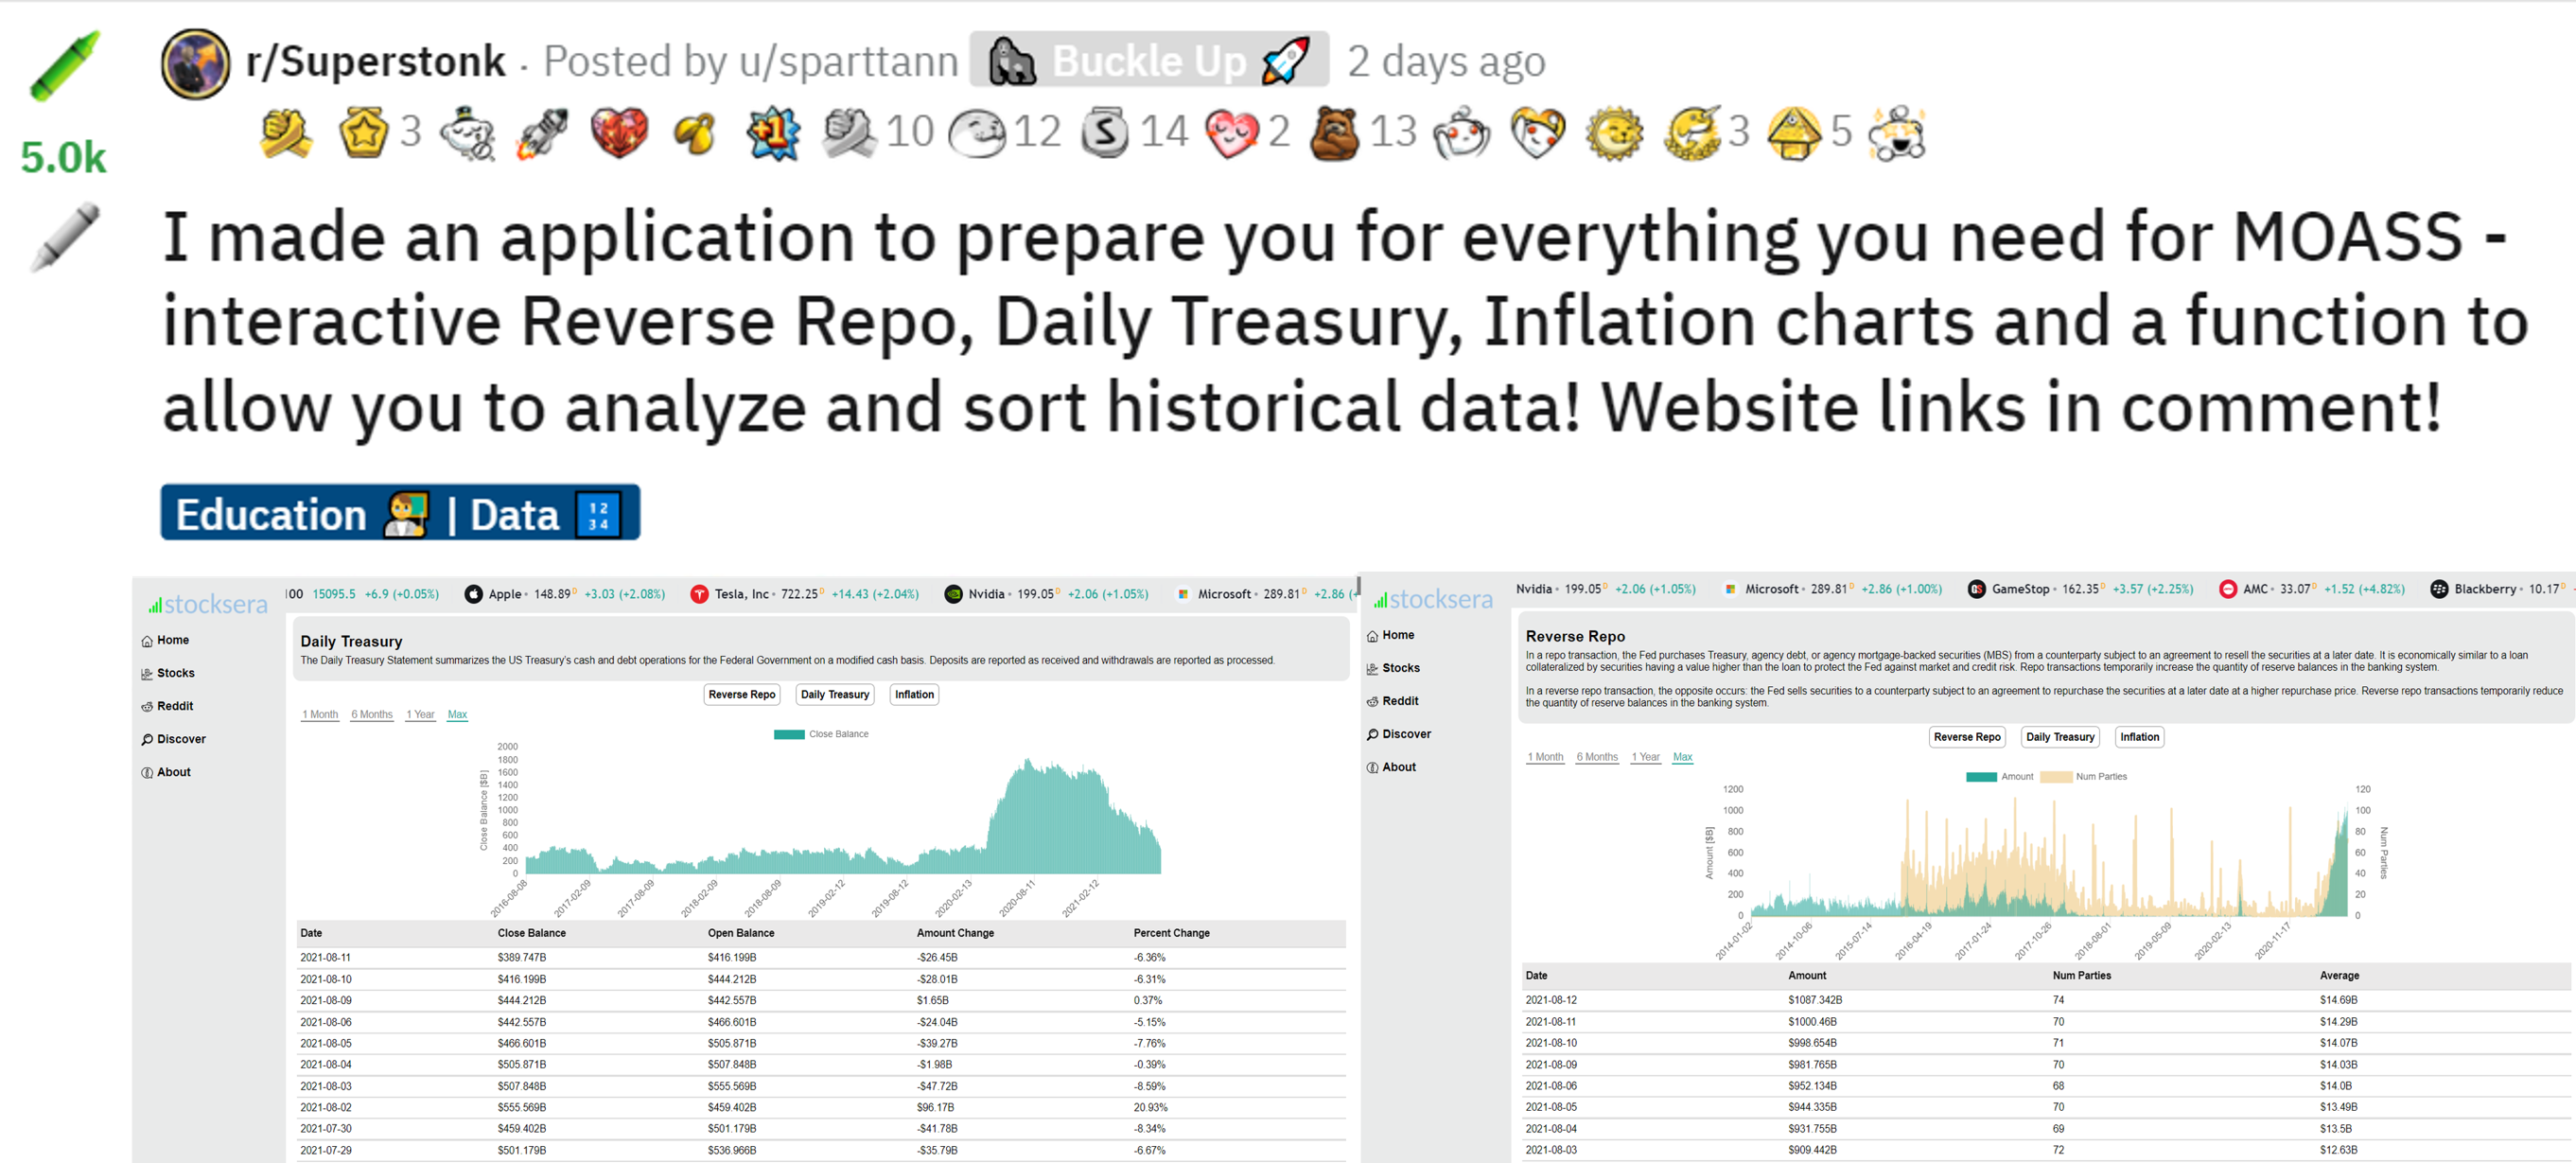 r/Superstonk · Posted by u/sparttann Buckle Up 2 days ago
3 10 12 14 2 13 3 5
5.0k
I made an application to prepare you for everything you need for MOASS -
interactive Reverse Repo, Daily Treasury, Inflation charts and a function to
allow you to analyze and sort historical data! Website links in comment!
Education | Data
stocksera
100 15095.5 +6.9 (+0.05%) Apple • 148.89 D +3.03 (+2.08%) Tesla, Inc • 722.25 D +14.43 (+2.04%) Nvidia • 199.05 D +2.06 (+1.05%) Microsoft • 289.81 D +2.86 (
Home
Stocks
Reddit
Discover
About
Daily Treasury
The Daily Treasury Statement summarizes the US Treasury's cash and debt operations for the Federal Government on a modified cash basis. Deposits are reported as received and withdrawals are reported as processed.
Reverse Repo Daily Treasury Inflation
1 Month 6 Months 1 Year Max
Close Balance
Close Balance [$B]
2000
1800
1600
1400
1200
1000
800
600
400
200
0
2016-08-08 2017-02-09 2017-08-09 2018-02-09 2018-08-09 2019-02-12 2019-08-12 2020-02-13 2020-08-11 2021-02-12
Date Close Balance Open Balance Amount Change Percent Change
2021-08-11 $389.747B $416.199B -$26.45B -6.36%
2021-08-10 $416.199B $444.212B -$28.01B -6.31%
2021-08-09 $444.212B $442.557B $1.65B 0.37%
2021-08-06 $442.557B $466.601B -$24.04B -5.15%
2021-08-05 $466.601B $505.871B -$39.27B -7.76%
2021-08-04 $505.871B $507.848B -$1.98B -0.39%
2021-08-03 $507.848B $555.569B -$47.72B -8.59%
2021-08-02 $555.569B $459.402B $96.17B 20.93%
2021-07-30 $459.402B $501.179B -$41.78B -8.34%
2021-07-29 $501.179B $536.966B -$35.79B -6.67%
stocksera
Nvidia • 199.05 D +2.06 (+1.05%) Microsoft • 289.81 D +2.86 (+1.00%) GameStop • 162.35 D +3.57 (+2.25%) AMC • 33.07 D +1.52 (+4.82%) Blackberry • 10.17 D
Home
Stocks
Reddit
Discover
About
Reverse Repo
In a repo transaction, the Fed purchases Treasury, agency debt, or agency mortgage-backed securities (MBS) from a counterparty subject to an agreement to resell the securities at a later date. It is economically similar to a loan
collateralized by securities having a value higher than the loan to protect the Fed against market and credit risk. Repo transactions temporarily increase the quantity of reserve balances in the banking system.
In a reverse repo transaction, the opposite occurs: the Fed sells securities to a counterparty subject to an agreement to repurchase the securities at a later date at a higher repurchase price. Reverse repo transactions temporarily reduce
the quantity of reserve balances in the banking system.
Reverse Repo Daily Treasury Inflation
1 Month 6 Months 1 Year Max
Amount Num Parties
Amount [$B]
1200
1000
800
600
400
200
0
120
100
80
60
40
20
0
Num Parties
2014-01-02 2014-10-06 2015-07-14 2016-04-19 2017-01-24 2017-10-26 2018-08-01 2019-05-09 2020-02-13 2020-11-17
Date Amount Num Parties Average
2021-08-12 $1087.342B 74 $14.69B
2021-08-11 $1000.46B 70 $14.29B
2021-08-10 $998.654B 71 $14.07B
2021-08-09 $981.765B 70 $14.03B
2021-08-06 $952.134B 68 $14.0B
2021-08-05 $944.335B 70 $13.49B
2021-08-04 $931.755B 69 $13.5B
2021-08-03 $909.442B 72 $12.63B